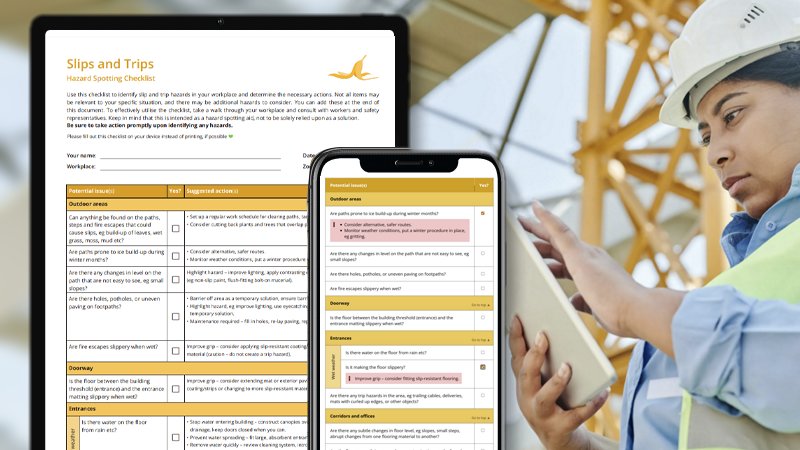 Slips and Trips
Hazard Spotting Checklist
Use this checklist to identify slip and trip hazards in your workplace and determine the necessary actions. Not all items may
be relevant to your specific situation, and there may be additional hazards to consider. You can add these at the end of
this document. To effectively utilise the checklist, take a walk through your workplace and consult with workers and safety
representatives. Keep in mind that this is intended as a hazard spotting aid, not to be solely relied upon as a solution.
Be sure to take action promptly upon identifying any hazards.
Please fill out this checklist on your device instead of printing, if possible
Your name:
Workplace:
Potential issue(s) Yes? Suggested action(s)
Outdoor areas
Can anything be found on the paths,
steps and fire escapes that could
cause slips, eg build-up of leaves, wet
grass, moss, mud etc?
• Set up a regular work schedule for clearing paths,
• Consider cutting back plants and trees that overlap
Are paths prone to ice build-up during
winter months?
• Consider alternative, safer routes
• Monitor weather conditions, put a winter procedure
Are there any changes in level on the
path that are not easy to see, eg small
slopes?
Highlight hazard – improve lighting, apply contrasting
(eg non-slip paint, flush-fitting bolt-on material).
Are there holes, potholes, or uneven
paving on footpaths?
• Barrier off area as a temporary solution, ensure
• Highlight hazard, eg improve lighting, use
temporary solution,
• Maintenance required – fill in holes, re-lay paving,
Are fire escapes slippery when wet?
Improve grip – consider applying slip-resistant coating
material (caution – do not create a trip hazard).
Doorway
Is the floor between the building
threshold (entrance) and the entrance
matting slippery when wet?
Improve grip – consider extending mat or exterior
coating/strips or changing to more slip-resistant
Entrances
weather
Is there water on the floor
from rain etc?
• Stop water entering building – construct
drainage, keep doors closed when you can.
• Prevent water spreading – fit large, absorbent
• Remove water quickly – review cleaning system,
Potential issue(s) Yes?
Outdoor areas
Are paths prone to ice build-up during winter months?
! • Consider alternative, safer routes.
• Monitor weather conditions, put a winter procedure in place,
eg gritting.
Are there any changes in level on the path that are not easy to see, eg
small slopes?
Are there holes, potholes, or uneven paving on footpaths?
Are fire escapes slippery when wet?
Doorway Go to top ▲
Is the floor between the building threshold (entrance) and the
entrance matting slippery when wet?
Entrances Go to top ▲
Wet weather
Is there water on the floor from rain etc?
Is it making the floor slippery?
! Improve grip – consider fitting slip-resistant flooring.
Are there any trip hazards in the area, eg trailing cables, deliveries,
mats with curled up edges, or other objects?
Corridors and offices Go to top ▲
Are there any subtle changes in floor level, eg slopes, small steps,
abrupt changes from one flooring material to another?